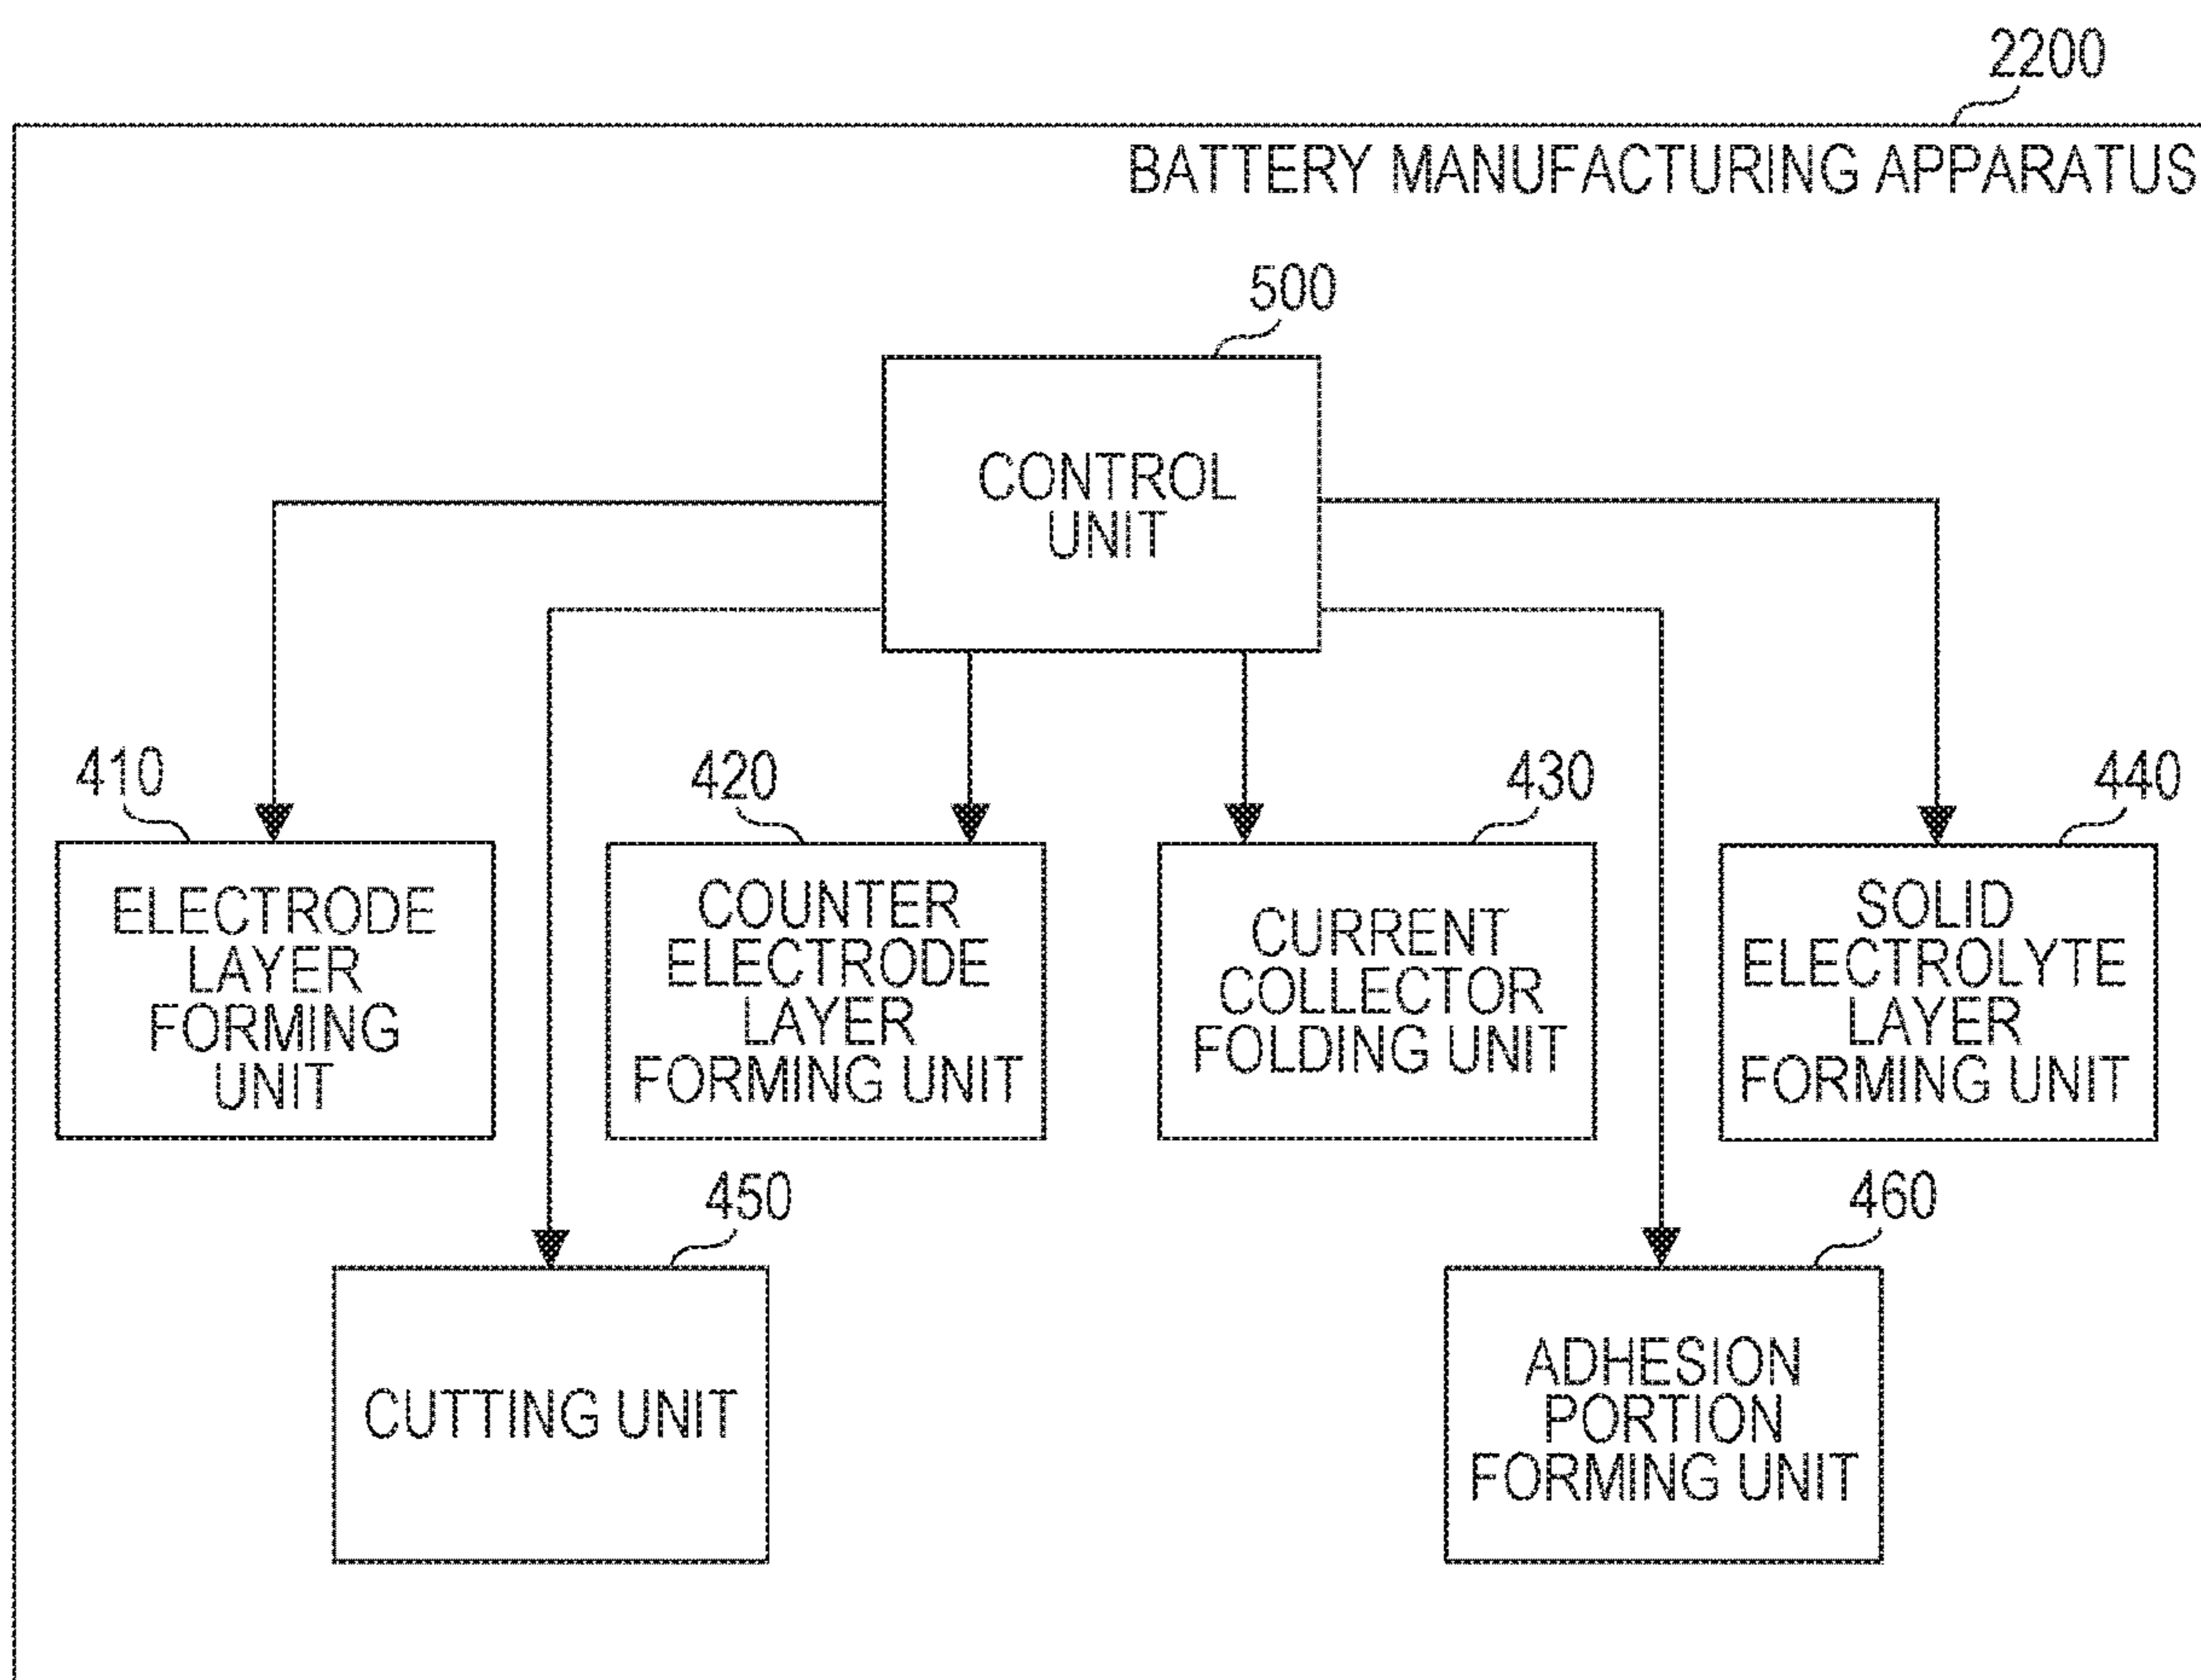 2200
BATTERY MANUFACTURING APPARATUS
500
CONTROL
UNIT
410
ELECTRODE
LAYER
FORMING
UNIT
420
COUNTER
ELECTRODE
LAYER
FORMING UNIT
430
CURRENT
COLLECTOR
FOLDING UNIT
440
SOLID
ELECTROLYTE
LAYER
FORMING UNIT
450
CUTTING UNIT
460
ADHESION
PORTION
FORMING UNIT